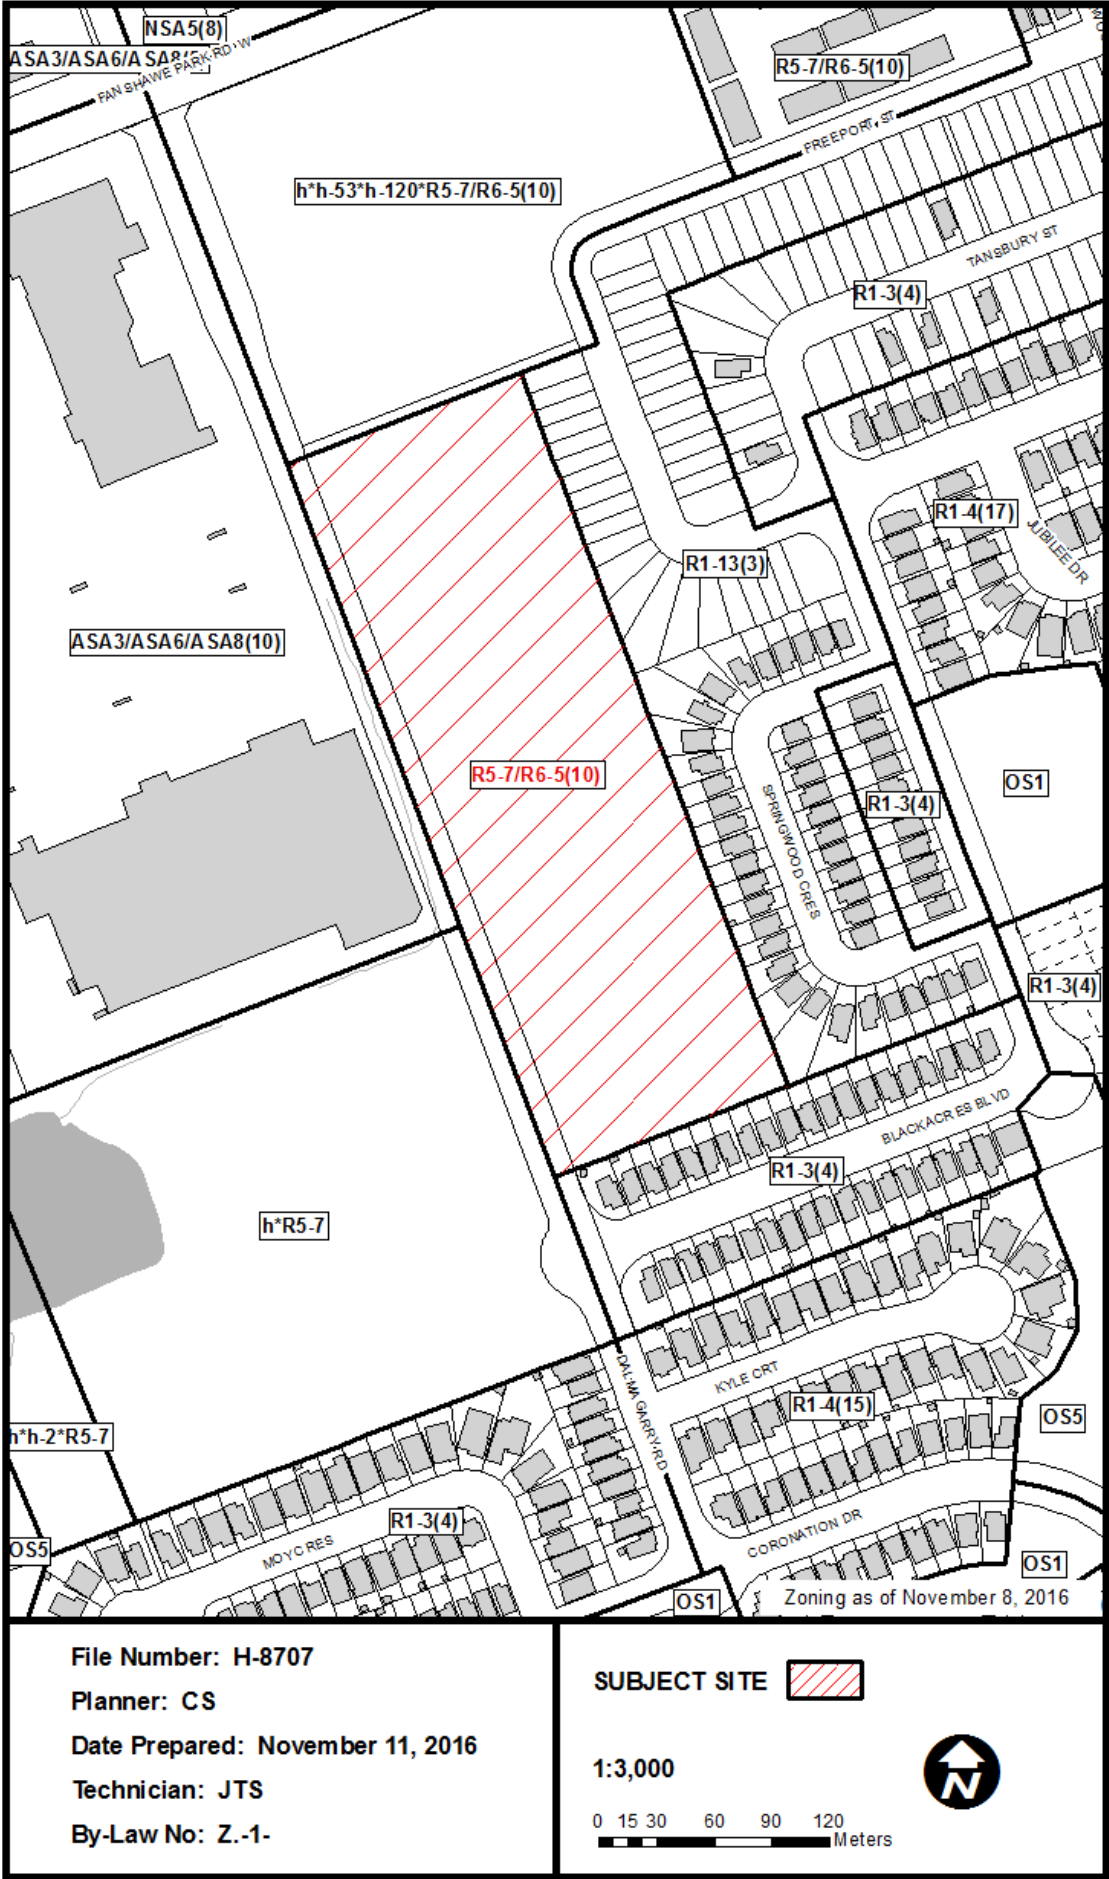 NSA5(8)
ASA3/ASA6/ASA8(5)
FANSHAWE PARK RD W
R5-7/R6-5(10)
FREEPORT ST
h*h-53*h-120*R5-7/R6-5(10)
TANSBURY ST
R1-3(4)
R1-4(17)
JUBILEE DR
R1-13(3)
ASA3/ASA6/ASA8(10)
R5-7/R6-5(10)
OS1
R1-3(4)
SPRINGWOOD CRES
R1-3(4)
BLACKACRES BLVD
R1-3(4)
h*R5-7
DALMAGARRY RD
KYLE CRT
R1-4(15)
OS5
h*h-2*R5-7
R1-3(4)
MOY CRES
CORONATION DR
OS5
OS1
OS1
Zoning as of November 8, 2016
File Number: H-8707
Planner: CS
Date Prepared: November 11, 2016
Technician: JTS
By-Law No: Z.-1-
SUBJECT SITE
1:3,000
N
0 15 30 60 90 120
Meters